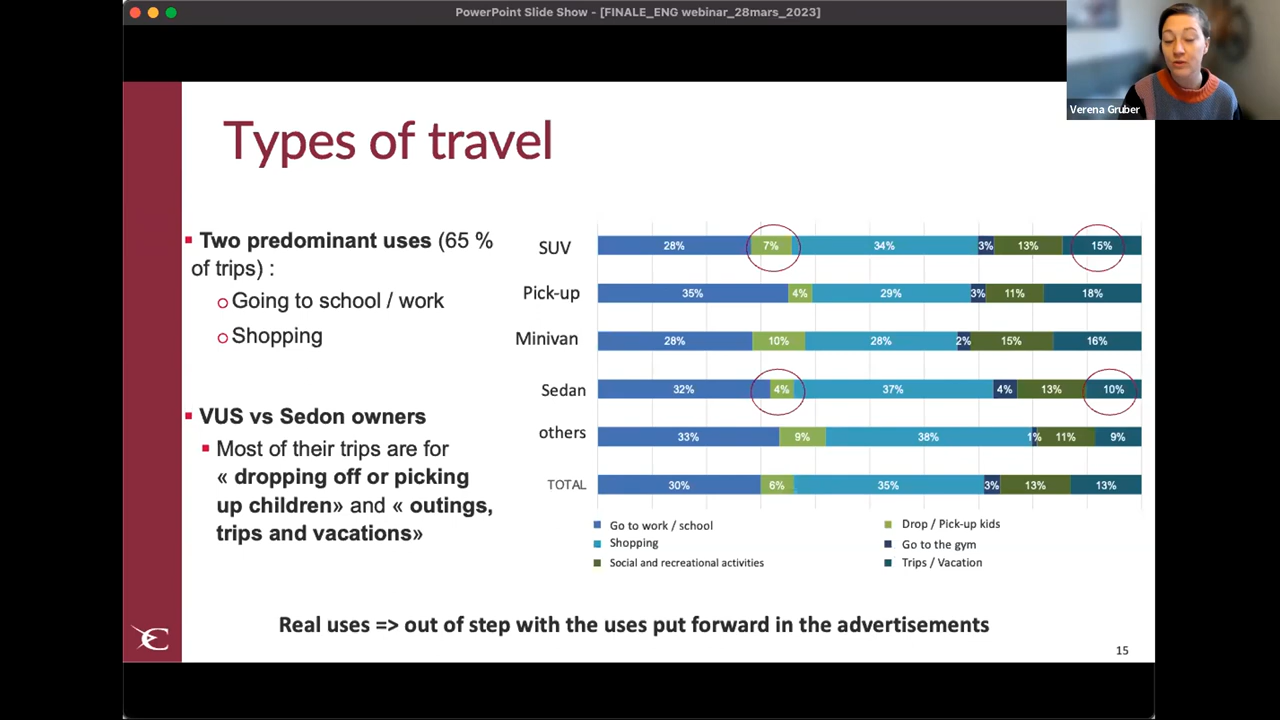 PowerPoint Slide Show - [FINALE_ENG webinar_28mars_2023]
Verena Gruber
Types of travel
▪ Two predominant uses (65 %
of trips) :
o Going to school / work
o Shopping
▪ VUS vs Sedon owners
▪ Most of their trips are for
« dropping off or picking
up children» and « outings,
trips and vacations»
SUV 28% 7% 34% 3% 13% 15%
Pick-up 35% 4% 29% 3% 11% 18%
Minivan 28% 10% 28% 2% 15% 16%
Sedan 32% 4% 37% 4% 13% 10%
others 33% 9% 38% 1% 11% 9%
TOTAL 30% 6% 35% 3% 13% 13%
Go to work / school Drop / Pick-up kids
Shopping Go to the gym
Social and recreational activities Trips / Vacation
Real uses => out of step with the uses put forward in the advertisements
15